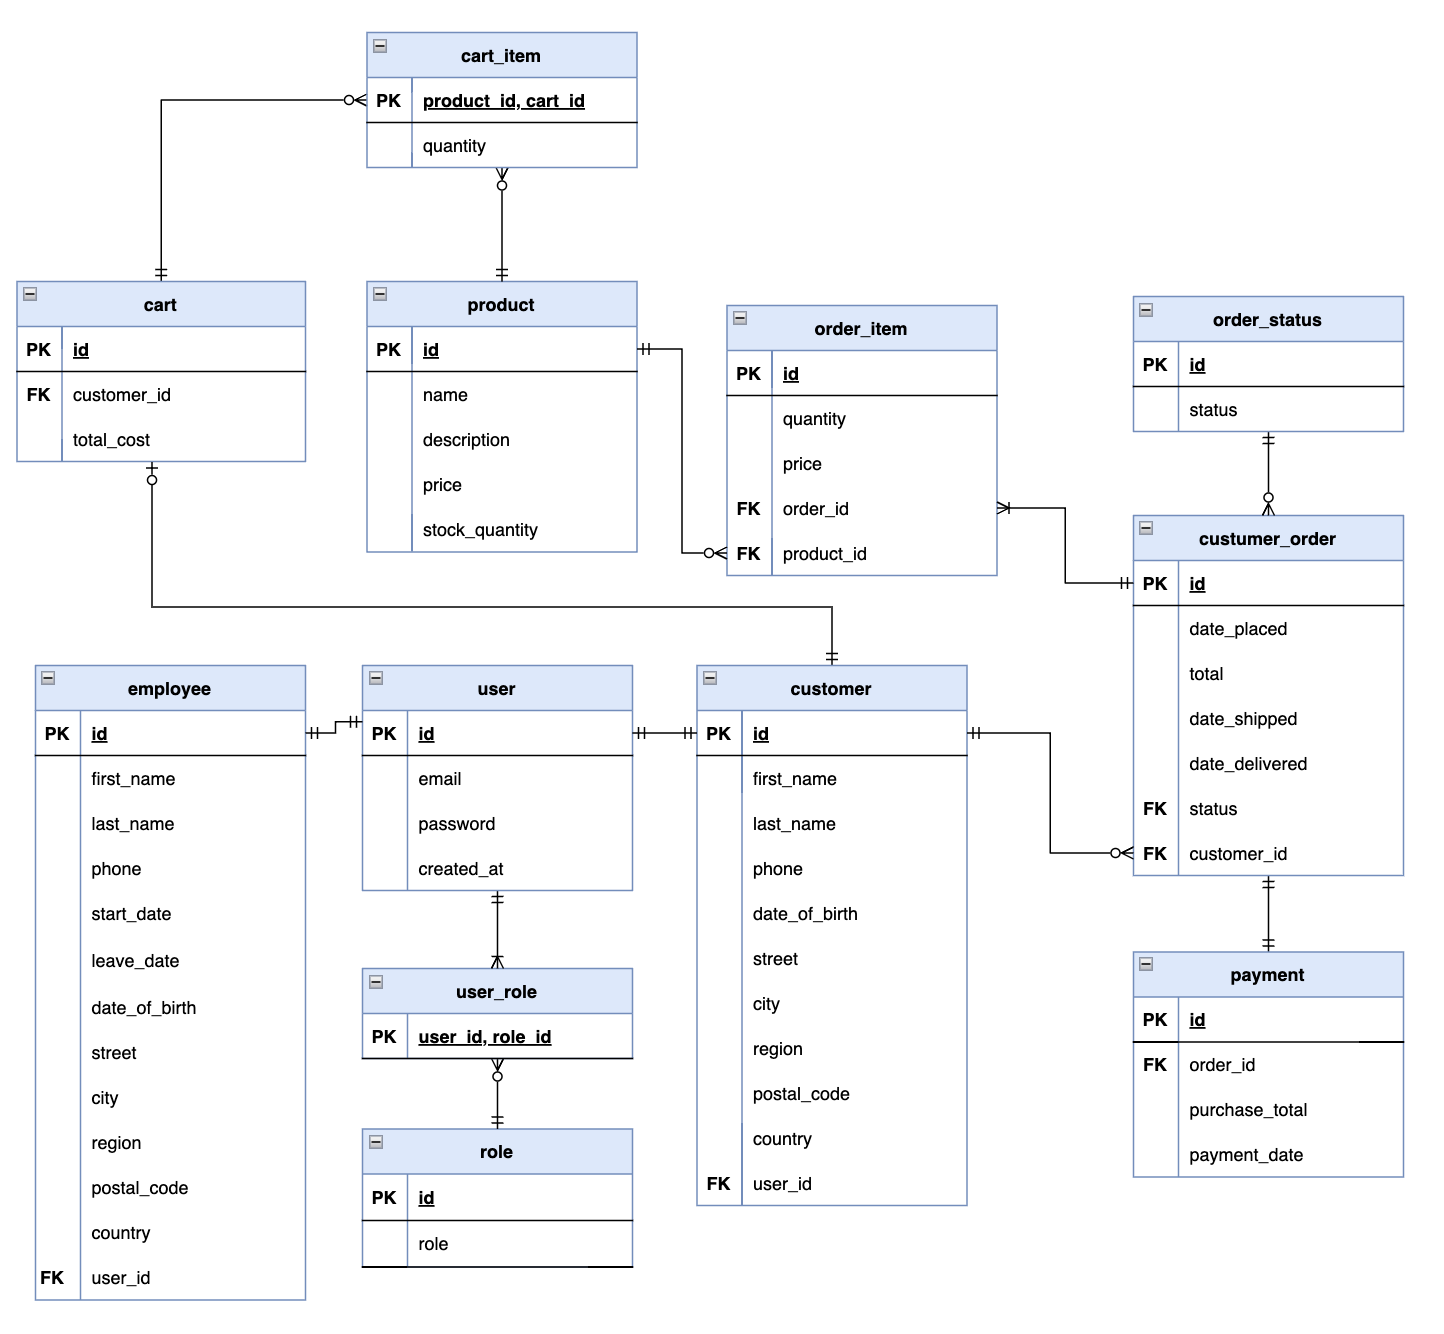 cart_item
PK product_id, cart_id
quantity
cart
PK id
FK customer_id
total_cost
product
PK id
name
description
price
stock_quantity
order_item
PK id
quantity
price
FK order_id
FK product_id
order_status
PK id
status
custumer_order
PK id
date_placed
total
date_shipped
date_delivered
FK status
FK customer_id
employee
PK id
first_name
last_name
phone
start_date
leave_date
date_of_birth
street
city
region
postal_code
country
FK user_id
user
PK id
email
password
created_at
user_role
PK user_id, role_id
role
PK id
role
customer
PK id
first_name
last_name
phone
date_of_birth
street
city
region
postal_code
country
FK user_id
payment
PK id
FK order_id
purchase_total
payment_date